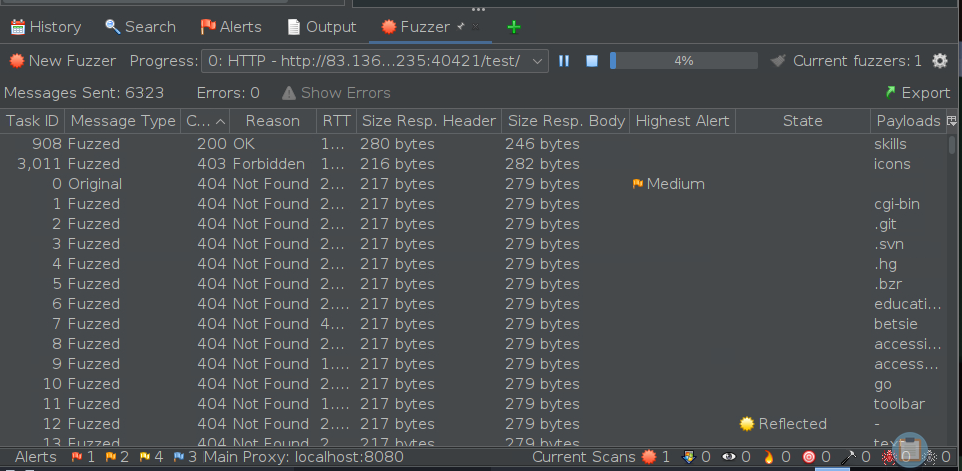 History Search Alerts Output Fuzzer
New Fuzzer Progress: 0: HTTP - http://83.136...235:40421/test/ 4% Current fuzzers: 1
Messages Sent: 6323 Errors: 0 Show Errors Export
Task ID Message Type C... Reason RTT Size Resp. Header Size Resp. Body Highest Alert State Payloads
908 Fuzzed 200 OK 1... 280 bytes 246 bytes skills
3,011 Fuzzed 403 Forbidden 1... 216 bytes 282 bytes icons
0 Original 404 Not Found 2... 217 bytes 279 bytes Medium
1 Fuzzed 404 Not Found 2... 217 bytes 279 bytes cgi-bin
2 Fuzzed 404 Not Found 2... 217 bytes 279 bytes .git
3 Fuzzed 404 Not Found 2... 217 bytes 279 bytes .svn
4 Fuzzed 404 Not Found 2... 217 bytes 279 bytes .hg
5 Fuzzed 404 Not Found 2... 217 bytes 279 bytes .bzr
6 Fuzzed 404 Not Found 2... 217 bytes 279 bytes educati...
7 Fuzzed 404 Not Found 4... 217 bytes 279 bytes betsie
8 Fuzzed 404 Not Found 2... 217 bytes 279 bytes accessi...
9 Fuzzed 404 Not Found 1.... 217 bytes 279 bytes access...
10 Fuzzed 404 Not Found 2.... 217 bytes 279 bytes go
11 Fuzzed 404 Not Found 1.... 217 bytes 279 bytes toolbar
12 Fuzzed 404 Not Found 2.... 217 bytes 279 bytes Reflected -
13 Fuzzed 404 Not Found 2... 217 bytes 279 bytes text
Alerts 1 2 4 3 Main Proxy: localhost:8080 Current Scans 1 0 0 0 0 0 0 0